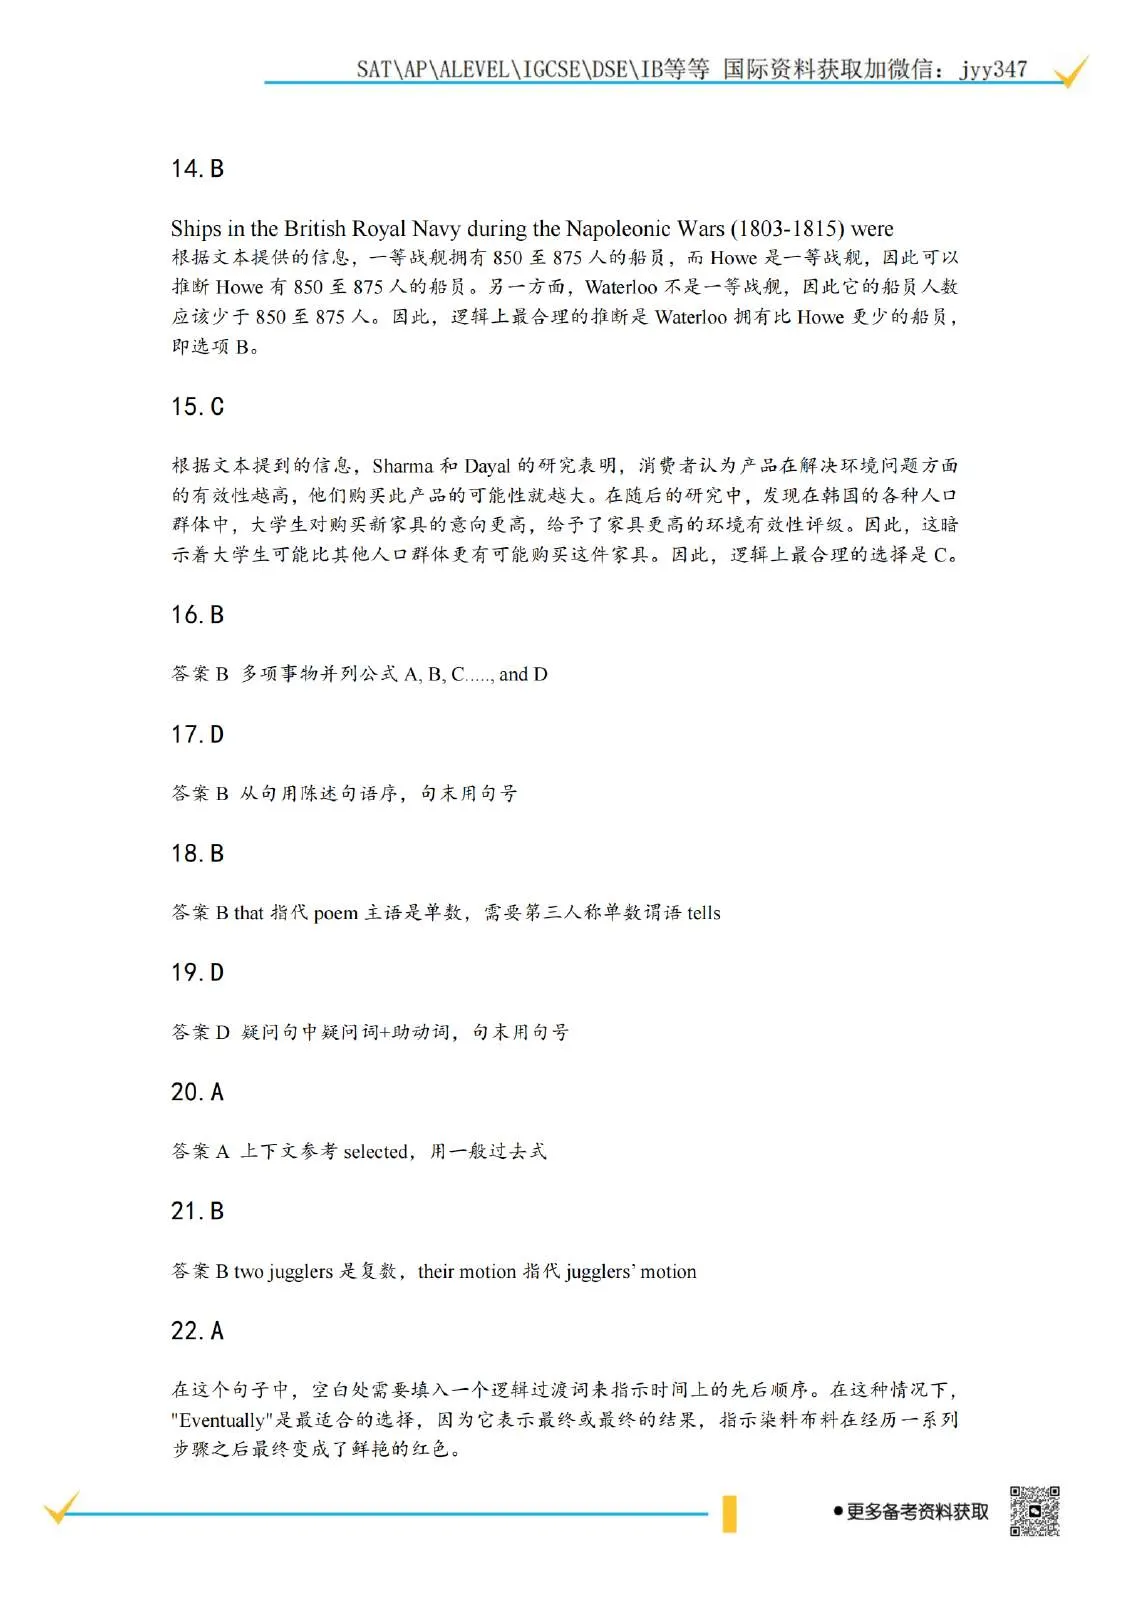 SAT\AP\ALEVEL\IGCSE\DSE\IB等等 国际资料获取加微信：jyy347
14.B
Ships in the British Royal Navy during the Napoleonic Wars (1803-1815) were
根据文本提供的信息，一等战舰拥有 850 至 875 人的船员，而 Howe 是一等战舰，因此可以
推断 Howe 有 850 至 875 人的船员。另一方面，Waterloo 不是一等战舰，因此它的船员人数
应该少于 850 至 875 人。因此，逻辑上最合理的推断是 Waterloo 拥有比 Howe 更少的船员，
即选项 B。
15.C
根据文本提到的信息，Sharma 和 Dayal 的研究表明，消费者认为产品在解决环境问题方面
的有效性越高，他们购买此产品的可能性就越大。在随后的研究中，发现在韩国的各种人口
群体中，大学生对购买新家具的意向更高，给予了家具更高的环境有效性评级。因此，这暗
示着大学生可能比其他人口群体更有可能购买这件家具。因此，逻辑上最合理的选择是 C。
16.B
答案 B 多项事物并列公式 A, B, C....., and D
17.D
答案 B 从句用陈述句语序，句末用句号
18.B
答案 B that 指代 poem 主语是单数，需要第三人称单数谓语 tells
19.D
答案 D 疑问句中疑问词+助动词，句末用句号
20.A
答案 A 上下文参考 selected，用一般过去式
21.B
答案 B two jugglers 是复数，their motion 指代 jugglers’ motion
22.A
在这个句子中，空白处需要填入一个逻辑过渡词来指示时间上的先后顺序。在这种情况下，
"Eventually"是最适合的选择，因为它表示最终或最终的结果，指示染料布料在经历一系列
步骤之后最终变成了鲜艳的红色。
●更多备考资料获取